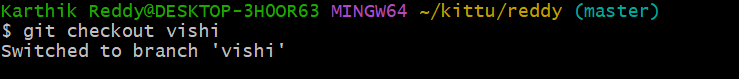 Karthik Reddy@DESKTOP-3HOOR63 MINGW64 ~/kittu/reddy (master)
$ git checkout vishi
Switched to branch 'vishi'